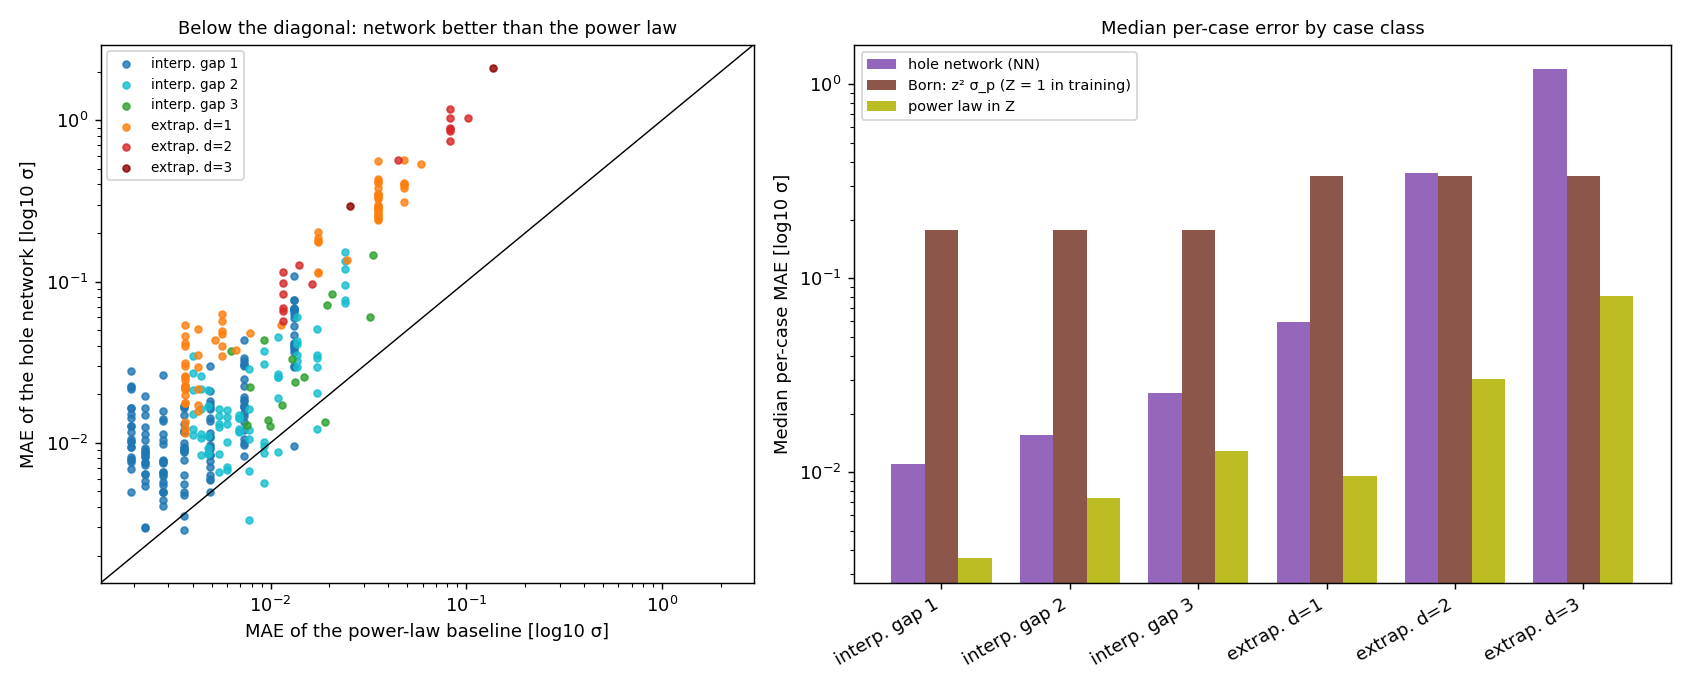 Below the diagonal: network better than the power law
interp. gap 1
interp. gap 2
interp. gap 3
extrap. d=1
extrap. d=2
extrap. d=3
MAE of the hole network [log10 σ]
10⁰
10⁻¹
10⁻²
10⁻²
10⁻¹
10⁰
MAE of the power-law baseline [log10 σ]
Median per-case error by case class
hole network (NN)
Born: z² σ_p (Z = 1 in training)
power law in Z
Median per-case MAE [log10 σ]
10⁰
10⁻¹
10⁻²
interp. gap 1
interp. gap 2
interp. gap 3
extrap. d=1
extrap. d=2
extrap. d=3